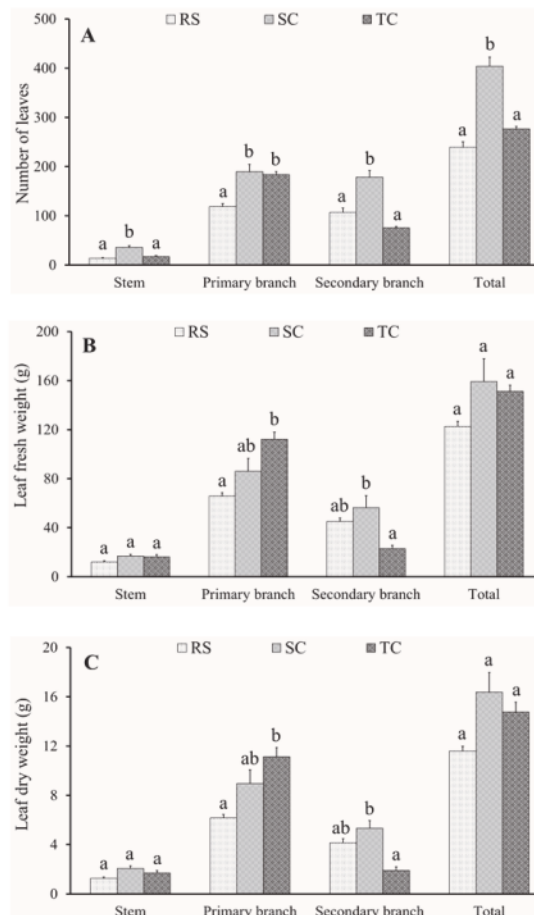 A
RS SC TC
Number of leaves
500
400
300
200
100
0
a b a
a b b
a b a
a b a
Stem Primary branch Secondary branch Total
B
RS SC TC
Leaf fresh weight (g)
200
160
120
80
40
0
a a a
a ab b
ab b a
a a a
Stem Primary branch Secondary branch Total
C
RS SC TC
Leaf dry weight (g)
20
16
12
8
4
0
a a a
a ab b
ab b a
a a a
Stem Primary branch Secondary branch Total